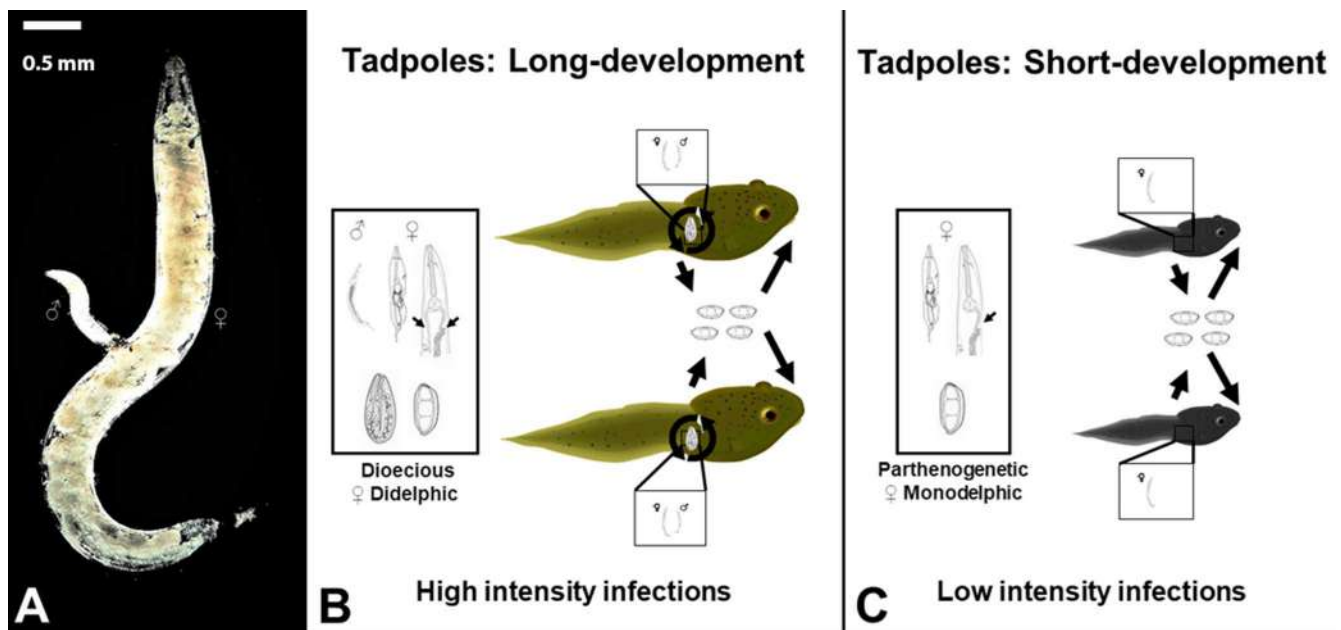 0.5 mm
♂
♀
A
Tadpoles: Long-development
♀ ♂
♂ ♀
Dioecious
♀ Didelphic
♀ ♂
High intensity infections
B
Tadpoles: Short-development
♀
♀
Parthenogenetic
♀ Monodelphic
♀
Low intensity infections
C